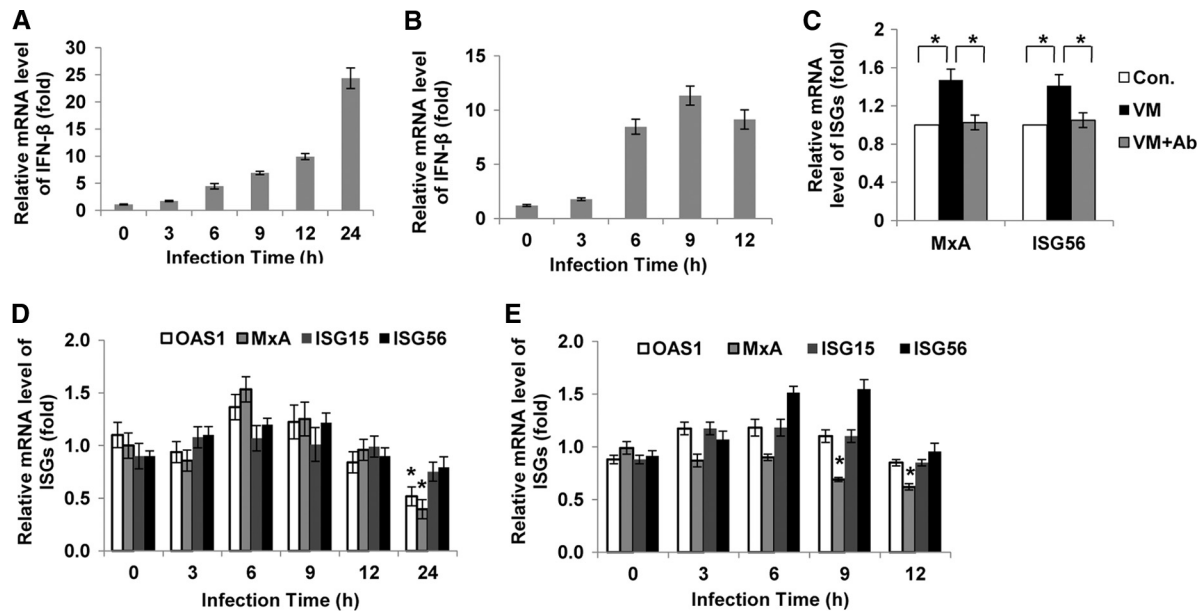 A
Relative mRNA level
of IFN-β (fold)
30
25
20
15
10
5
0
0 3 6 9 12 24
Infection Time (h)
B
Relative mRNA level
of IFN-β (fold)
15
10
5
0
0 3 6 9 12
Infection Time (h)
C
Relative mRNA
level of ISGs (fold)
2
1.6
1.2
0.8
0.4
0
* * * *
MxA ISG56
Con.
VM
VM+Ab
D
Relative mRNA level of
ISGs (fold)
OAS1 MxA ISG15 ISG56
2.0
1.5
1.0
0.5
0.0
* *
0 3 6 9 12 24
Infection Time (h)
E
Relative mRNA level of
ISGs (fold)
OAS1 MxA ISG15 ISG56
2.0
1.5
1.0
0.5
0.0
* *
0 3 6 9 12
Infection Time (h)